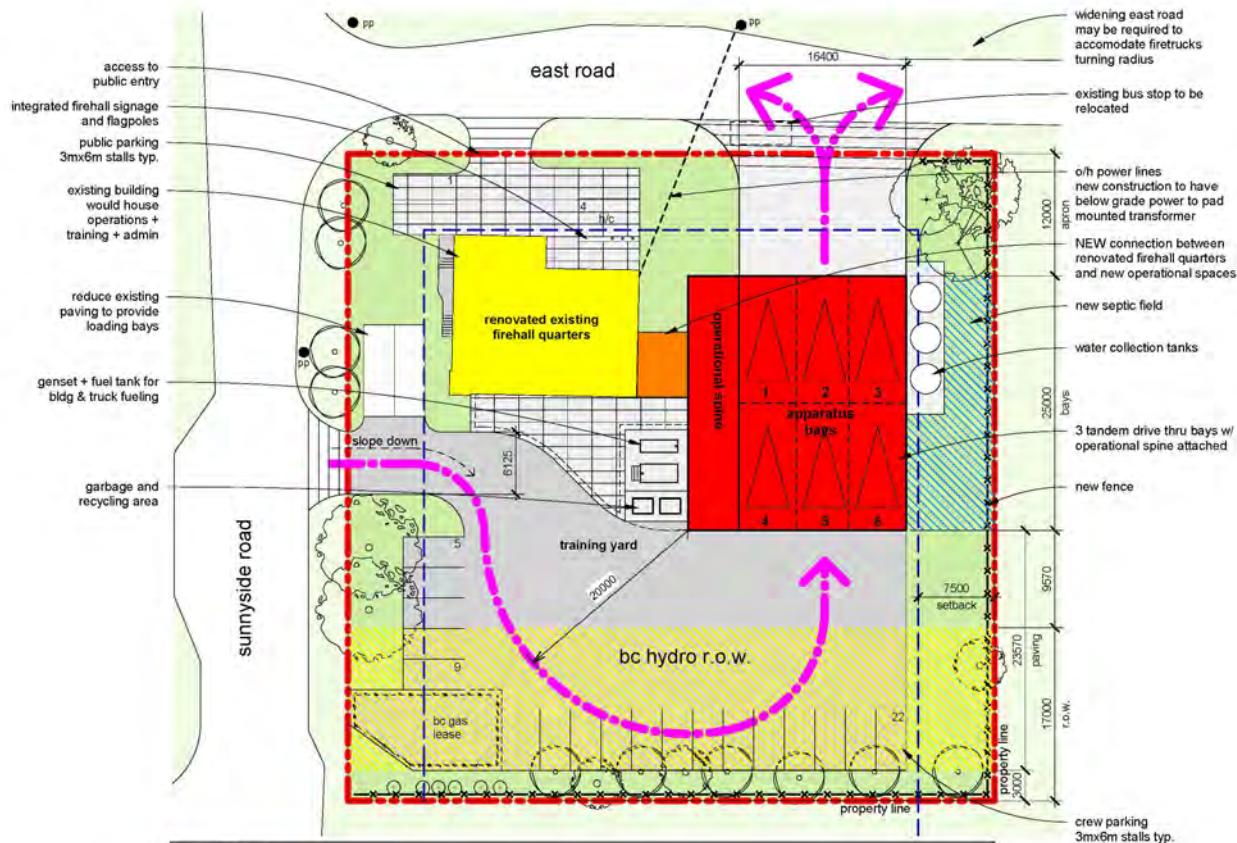 pp
pp
east road
16400
access to
public entry
integrated firehall signage
and flagpoles
public parking
3mx6m stalls typ.
existing building
would house
operations +
training + admin
reduce existing
paving to provide
loading bays
genset + fuel tank for
bldg & truck fueling
garbage and
recycling area
widening east road
may be required to
accomodate firetrucks
turning radius
existing bus stop to be
relocated
o/h power lines
new construction to have
below grade power to pad
mounted transformer
NEW connection between
renovated firehall quarters
and new operational spaces
new septic field
water collection tanks
3 tandem drive thru bays w/
operational spine attached
new fence
crew parking
3mx6m stalls typ.
1
4
h/c
12000
apron
renovated existing
firehall quarters
operational spine
1
2
3
apparatus
bays
4
5
6
25000
bays
pp
slope down
6125
training yard
20000
5
9
sunnyside road
bc hydro r.o.w.
bc gas
lease
22
7500
setback
9570
23570
paving
17000
r.o.w.
3000
property line
property line